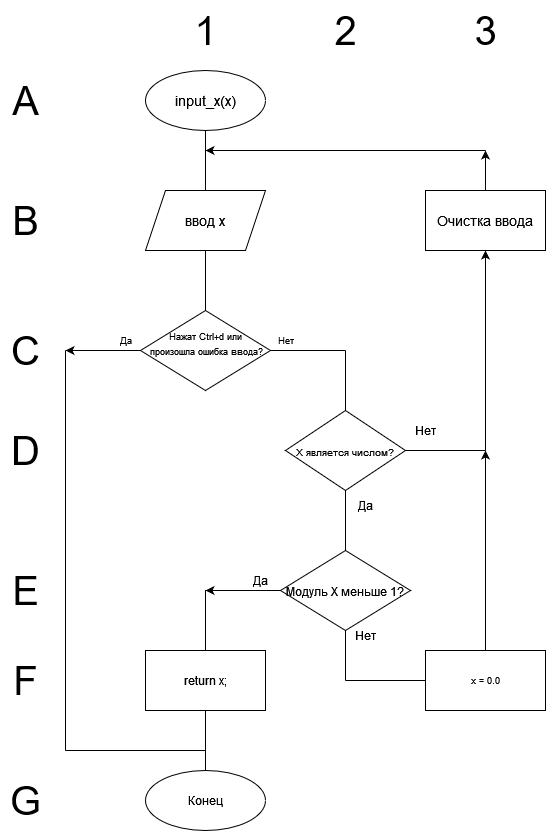 1 2 3
A
input_x(x)
B
ввод x
Очистка ввода
C
Да
Нажат Ctrl+d или
произошла ошибка ввода?
Нет
D
X является числом?
Нет
Да
E
Да
Модуль X меньше 1?
Нет
F
return x;
x = 0.0
G
Конец